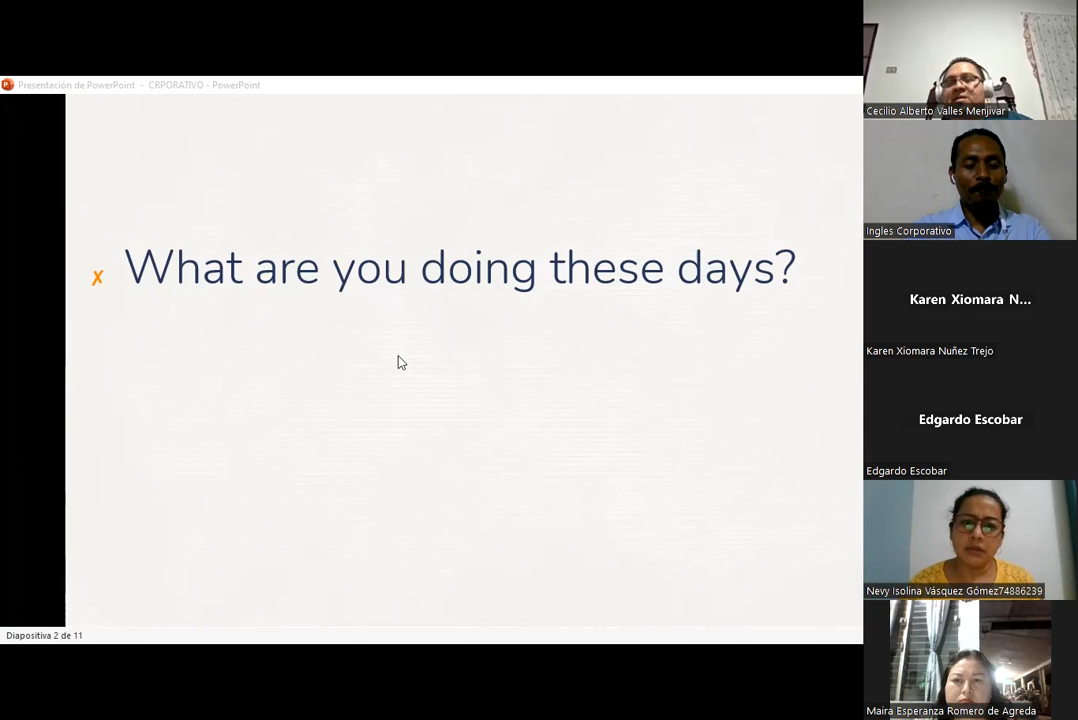 Presentación de PowerPoint - CRPORATIVO - PowerPoint
✗ What are you doing these days?
Diapositiva 2 de 11
Cecilio Alberto Valles Menjivar
Ingles Corporativo
Karen Xiomara N...
Karen Xiomara Nuñez Trejo
Edgardo Escobar
Edgardo Escobar
Nevy Isolina Vásquez Gómez74886239
Maira Esperanza Romero de Agreda